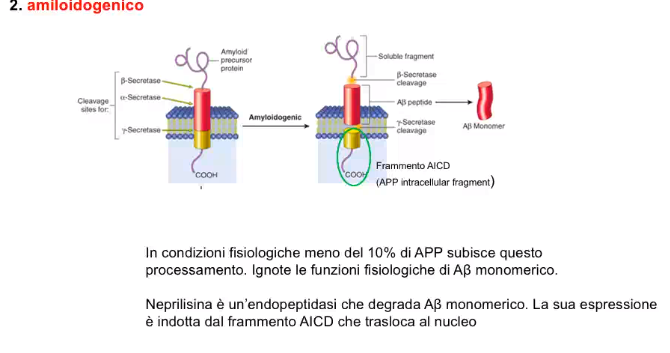 2. amiloidogenico
Amyloid
precursor
protein
β-Secretase
Cleavage
sites for:
α-Secretase
γ-Secretase
COOH
Amyloidogenic
Soluble fragment
β-Secretase
cleavage
Aβ peptide
γ-Secretase
cleavage
Aβ Monomer
COOH
Frammento AICD
(APP intracellular fragment)
In condizioni fisiologiche meno del 10% di APP subisce questo
processamento. Ignote le funzioni fisiologiche di Aβ monomerico.
Neprilisina è un'endopeptidasi che degrada Aβ monomerico. La sua espressione
è indotta dal frammento AICD che trasloca al nucleo